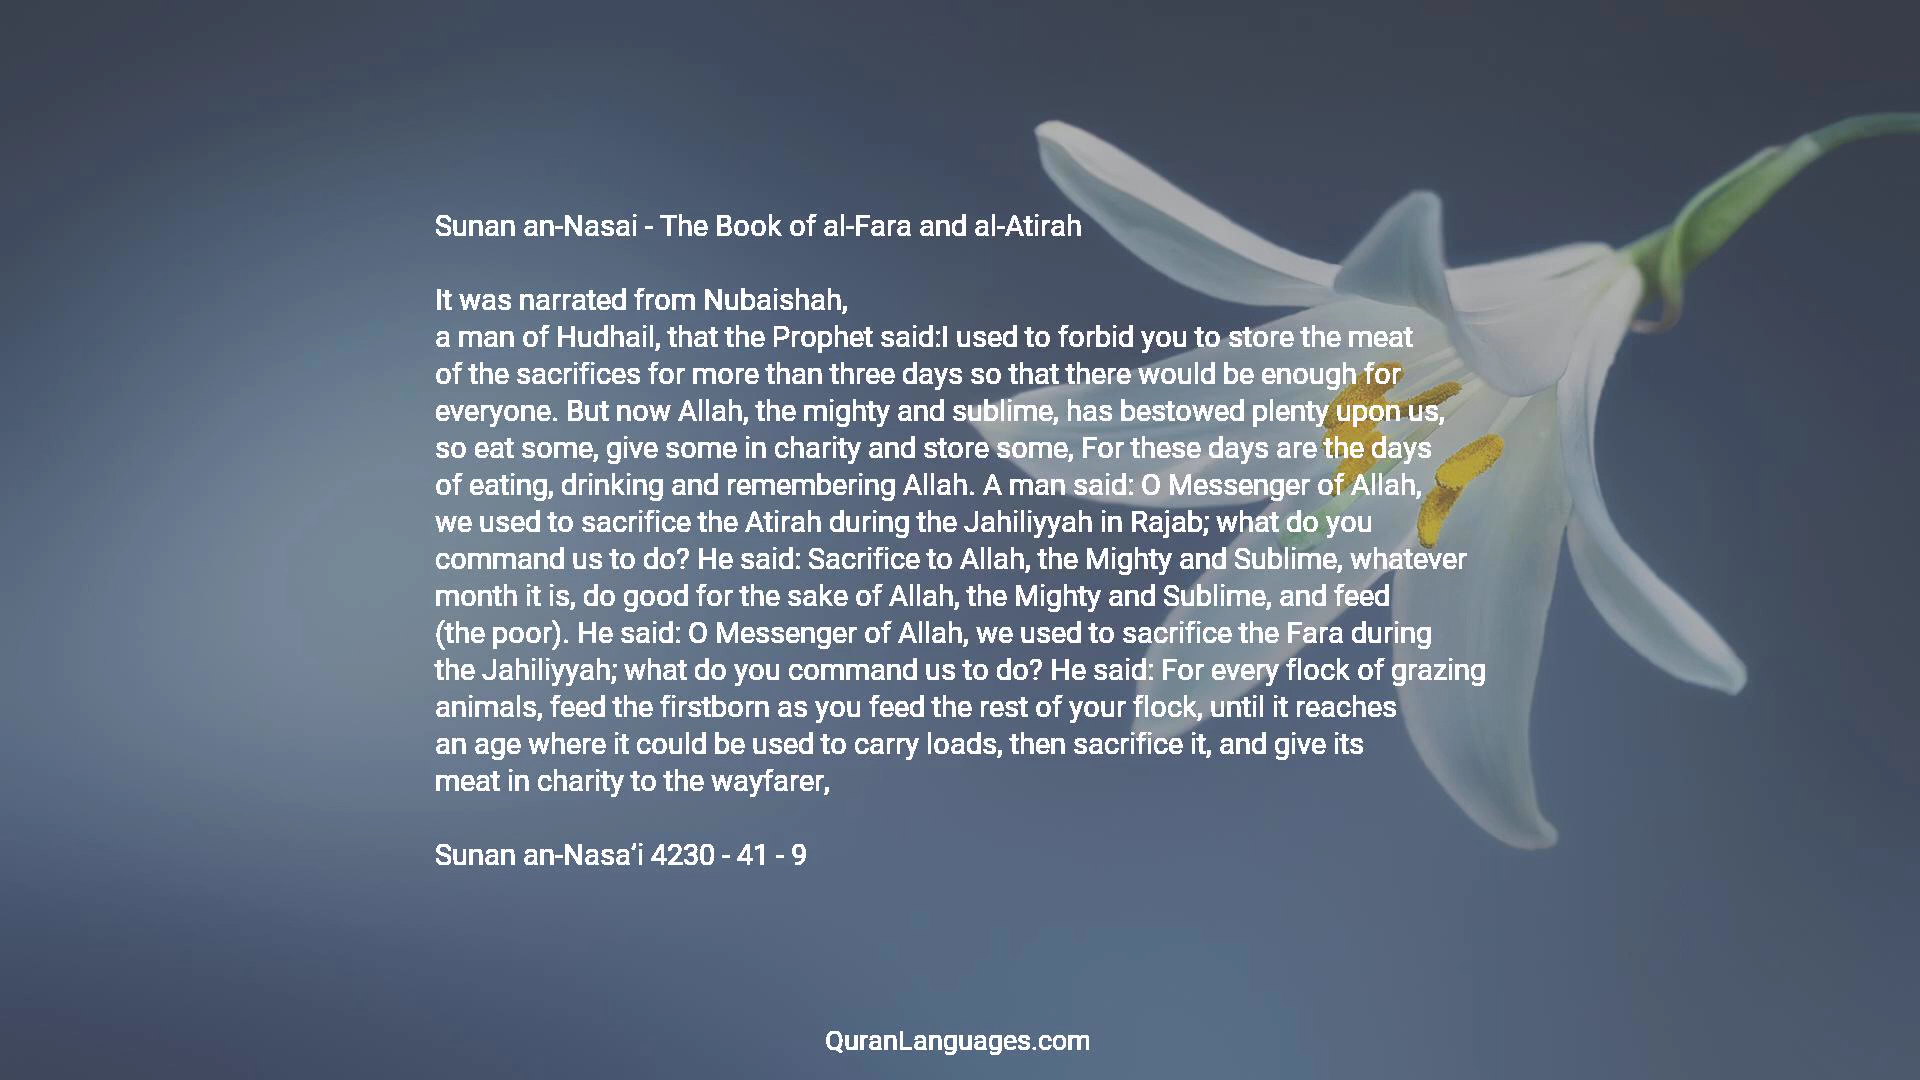 Sunan an-Nasai - The Book of al-Fara and al-Atirah
It was narrated from Nubaishah,
a man of Hudhail, that the Prophet said:I used to forbid you to store the meat
of the sacrifices for more than three days so that there would be enough for
everyone. But now Allah, the mighty and sublime, has bestowed plenty upon us,
so eat some, give some in charity and store some, For these days are the days
of eating, drinking and remembering Allah. A man said: O Messenger of Allah,
we used to sacrifice the Atirah during the Jahiliyyah in Rajab; what do you
command us to do? He said: Sacrifice to Allah, the Mighty and Sublime, whatever
month it is, do good for the sake of Allah, the Mighty and Sublime, and feed
(the poor). He said: O Messenger of Allah, we used to sacrifice the Fara during
the Jahiliyyah; what do you command us to do? He said: For every flock of grazing
animals, feed the firstborn as you feed the rest of your flock, until it reaches
an age where it could be used to carry loads, then sacrifice it, and give its
meat in charity to the wayfarer,
Sunan an-Nasa‘i 4230 - 41 - 9
QuranLanguages.com